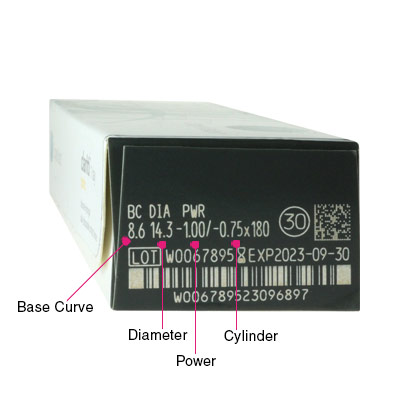 BC DIA PWR
8.6 14.3 -1.00/-0.75x180
30
LOT W0067895 EXP2023-09-30
W006789523096897
Base Curve
Diameter
Power
Cylinder